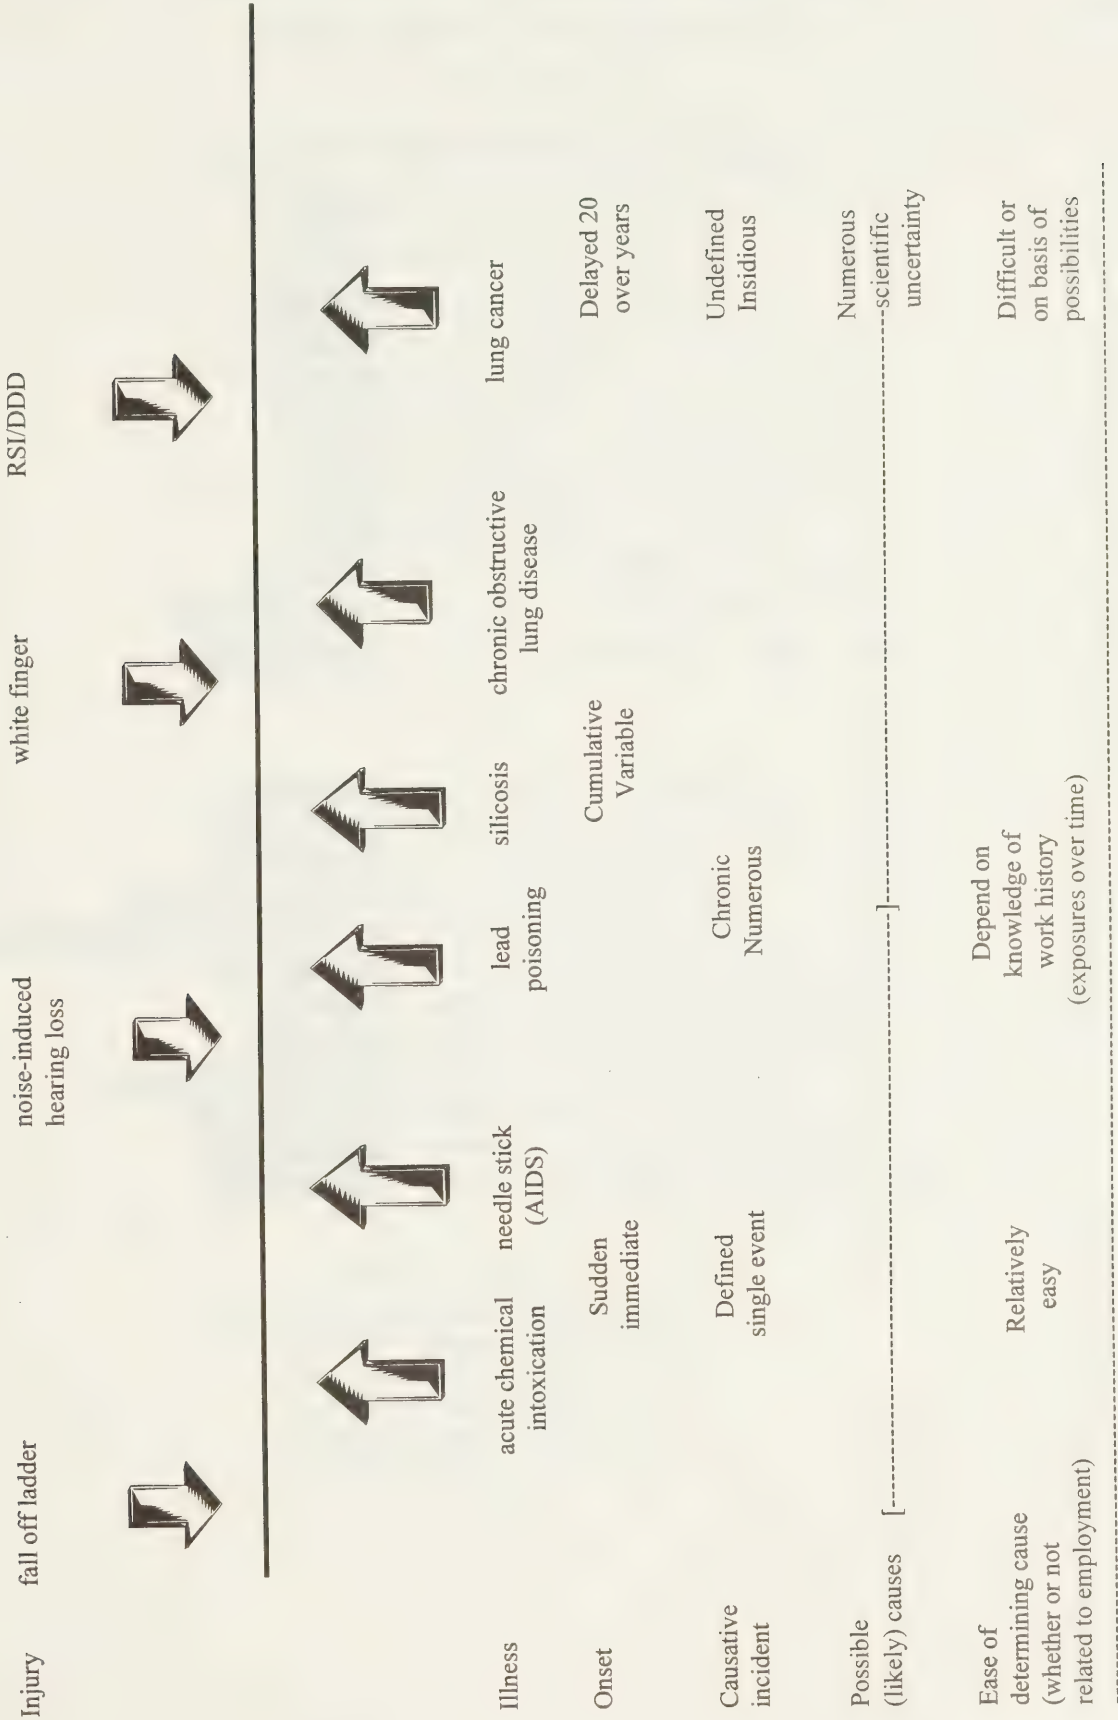 Injury
fall off ladder
noise-induced
hearing loss
white finger
RSI/DDD
Illness
acute chemical
intoxication
needle stick
(AIDS)
lead
poisoning
silicosis
chronic obstructive
lung disease
lung cancer
Onset
Sudden
immediate
Cumulative
Variable
Delayed 20
over years
Causative
incident
Defined
single event
Chronic
Numerous
Undefined
Insidious
Possible
(likely) causes
[----------]----------
Numerous
scientific
uncertainty
Ease of
determining cause
(whether or not
related to employment)
Relatively
easy
Depend on
knowledge of
work history
(exposures over time)
Difficult or
on basis of
possibilities